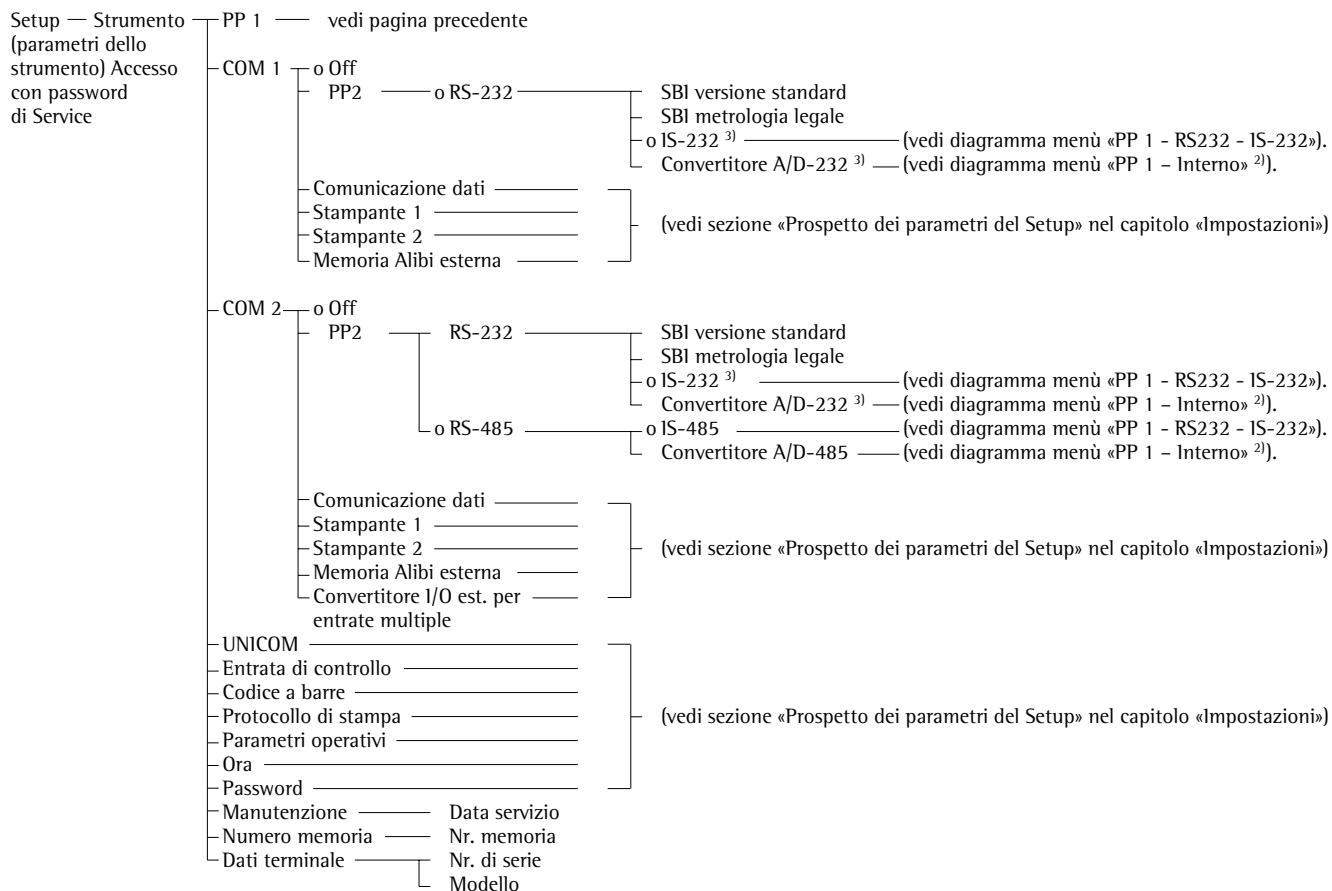 Setup — Strumento PP 1 vedi pagina precedente
(parametri dello
strumento) Accesso COM 1 o Off
con password PP2 o RS-232 SBI versione standard
di Service SBI metrologia legale
o IS-232 3) (vedi diagramma menù «PP 1 - RS232 - IS-232»).
Convertitore A/D-232 3) (vedi diagramma menù «PP 1 – Interno» 2)).
Comunicazione dati
Stampante 1 (vedi sezione «Prospetto dei parametri del Setup» nel capitolo «Impostazioni»)
Stampante 2
Memoria Alibi esterna
COM 2 o Off
PP2 RS-232 SBI versione standard
SBI metrologia legale
o IS-232 3) (vedi diagramma menù «PP 1 - RS232 - IS-232»).
Convertitore A/D-232 3) (vedi diagramma menù «PP 1 – Interno» 2)).
o RS-485 o IS-485 (vedi diagramma menù «PP 1 - RS232 - IS-232»).
Convertitore A/D-485 (vedi diagramma menù «PP 1 – Interno» 2)).
Comunicazione dati
Stampante 1
Stampante 2 (vedi sezione «Prospetto dei parametri del Setup» nel capitolo «Impostazioni»)
Memoria Alibi esterna
Convertitore I/O est. per
entrate multiple
UNICOM
Entrata di controllo
Codice a barre
Protocollo di stampa (vedi sezione «Prospetto dei parametri del Setup» nel capitolo «Impostazioni»)
Parametri operativi
Ora
Password
Manutenzione Data servizio
Numero memoria Nr. memoria
Dati terminale Nr. di serie
Modello